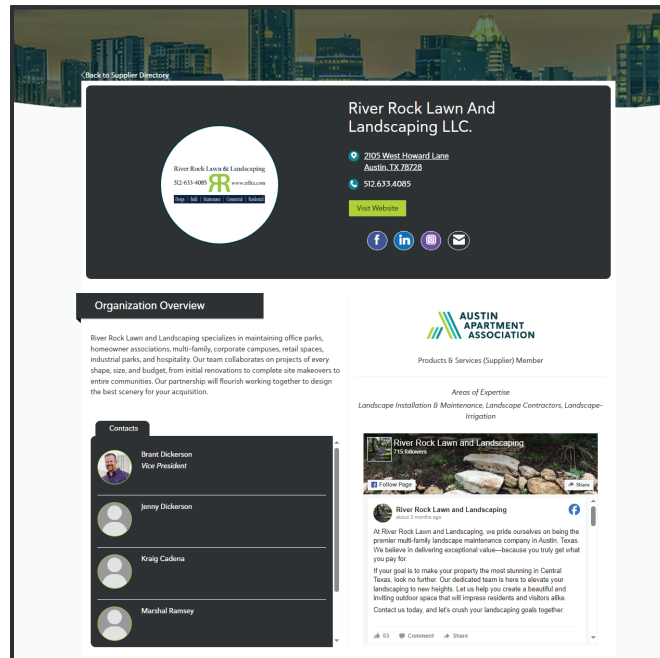 Back to Supplier Directory
River Rock Lawn & Landscaping
512-633-4085 RR www.rrltx.com
Design | Build | Maintenance | Commercial | Residential
River Rock Lawn And
Landscaping LLC.
2105 West Howard Lane
Austin, TX 78728
512.633.4085
Visit Website
Organization Overview
River Rock Lawn and Landscaping specializes in maintaining office parks,
homeowner associations, multi-family, corporate campuses, retail spaces,
industrial parks, and hospitality. Our team collaborates on projects of every
shape, size, and budget, from initial renovations to complete site makeovers to
entire communities. Our partnership will flourish working together to design
the best scenery for your acquisition.
Contacts
Brant Dickerson
Vice President
Jenny Dickerson
Kraig Cadena
Marshal Ramsey
AUSTIN
APARTMENT
ASSOCIATION
Products & Services (Supplier) Member
Areas of Expertise
Landscape Installation & Maintenance, Landscape Contractors, Landscape-
Irrigation
River Rock Lawn and Landscaping
715 followers
Follow Page
Share
River Rock Lawn and Landscaping
about 3 months ago
At River Rock Lawn and Landscaping, we pride ourselves on being the
premier multi-family landscape maintenance company in Austin, Texas.
We believe in delivering exceptional value—because you truly get what
you pay for.
If your goal is to make your property the most stunning in Central
Texas, look no further. Our dedicated team is here to elevate your
landscaping to new heights. Let us help you create a beautiful and
inviting outdoor space that will impress residents and visitors alike.
Contact us today, and let's crush your landscaping goals together.
53 Comment Share